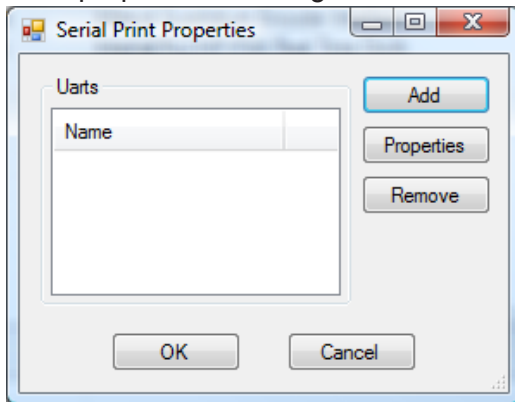 Serial Print Properties
Uarts
Name
Add
Properties
Remove
OK
Cancel